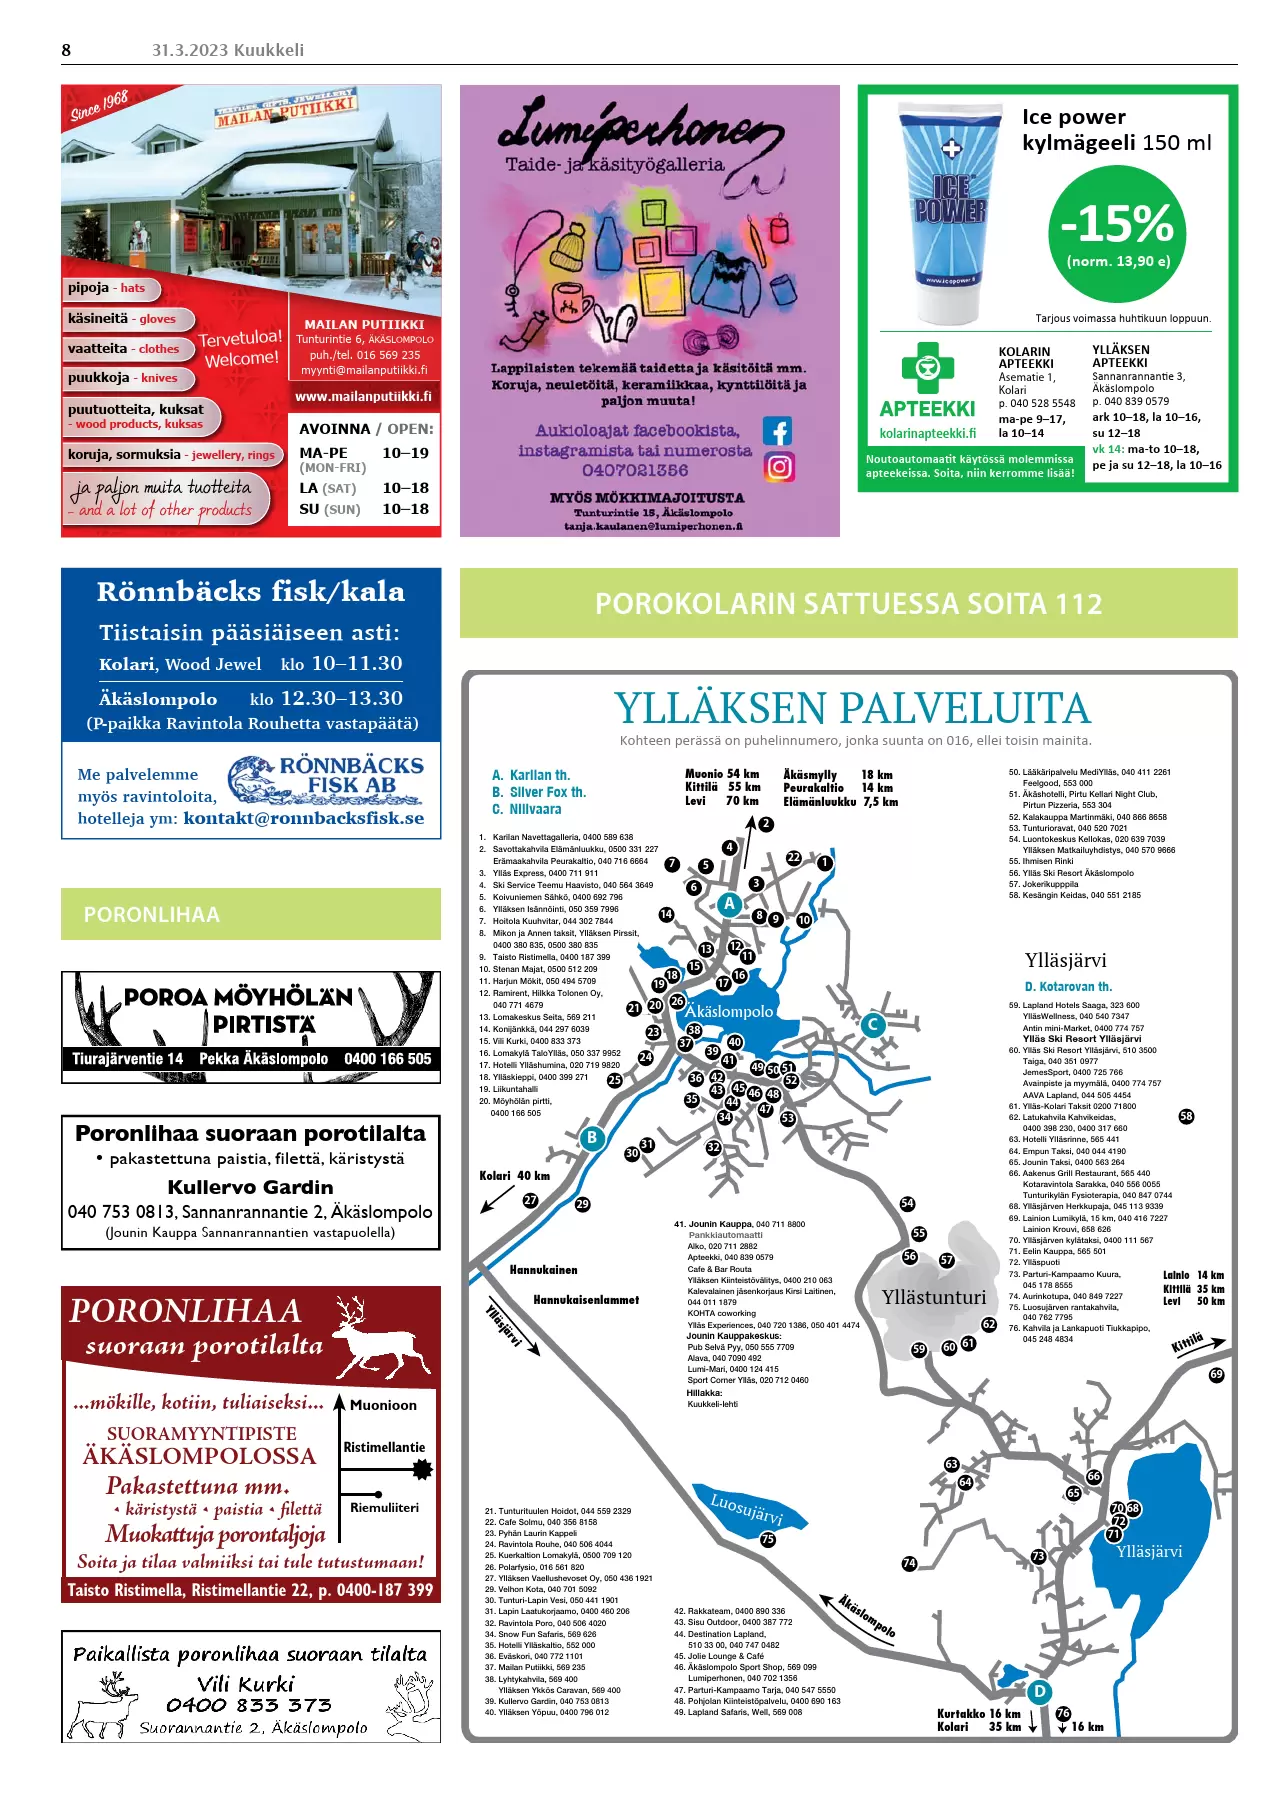 8
31.3.2023 Kuukkeli
Since 1968
TEXTILES, GIFTS, JEWELLERY
MAILAN PUTIIKKI
pipoja - hats
käsineitä - gloves
vaatteita - clothes
puukkoja - knives
puutuotteita, kuksat
- wood products, kuksas
koruja, sormuksia - jewellery, rings
ja paljon muita tuotteita
- and a lot of other products
Tervetuloa!
Welcome!
MAILAN PUTIIKKI
Tunturintie 6, ÄKÄSLOMPOLO
puh./tel. 016 569 235
myynti@mailanputiikki.fi
www.mailanputiikki.fi
AVOINNA / OPEN:
MA-PE 10–19
(MON-FRI)
LA (SAT) 10–18
SU (SUN) 10–18
Lumiperhonen
Taide- ja käsityögalleria
Lappilaisten tekemää taidetta ja käsitöitä mm.
Koruja, neuletöitä, keramiikkaa, kynttilöitä ja
paljon muuta!
Aukioloajat facebookista,
instagramista tai numerosta
0407021356
MYÖS MÖKKIMAJOITUSTA
Tunturintie 15, Äkäslompolo
tanja.kaulanen@lumiperhonen.fi
ICE
POWER
www.icepower.fi
Ice power
kylmägeeli 150 ml
-15%
(norm. 13,90 e)
Tarjous voimassa huhtikuun loppuun.
APTEEKKI
kolarinapteekki.fi
KOLARIN
APTEEKKI
Asematie 1,
Kolari
p. 040 528 5548
ma-pe 9–17,
la 10–14
YLLÄKSEN
APTEEKKI
Sannanrannantie 3,
Äkäslompolo
p. 040 839 0579
ark 10–18, la 10–16,
su 12–18
vk 14: ma-to 10–18,
pe ja su 12–18, la 10–16
Noutoautomaatit käytössä molemmissa
apteekeissa. Soita, niin kerromme lisää!
Rönnbäcks fisk/kala
Tiistaisin pääsiäiseen asti:
Kolari, Wood Jewel klo 10–11.30
Äkäslompolo klo 12.30–13.30
(P-paikka Ravintola Rouhetta vastapäätä)
Me palvelemme
myös ravintoloita,
hotelleja ym: kontakt@ronnbacksfisk.se
RÖNNBÄCKS
FISK AB
PORONLIHAA
POROA MÖYHÖLÄN
PIRTISTÄ
Tiurajärventie 14 Pekka Äkäslompolo 0400 166 505
Poronlihaa suoraan porotilalta
• pakastettuna paistia, filettä, käristystä
Kullervo Gardin
040 753 0813, Sannanrannantie 2, Äkäslompolo
(Jounin Kauppa Sannanrannantien vastapuolella)
PORONLIHAA
suoraan porotilalta
...mökille, kotiin, tuliaiseksi...
SUORAMYYNTIPISTE
ÄKÄSLOMPOLOSSA
Pakastettuna mm.
• käristystä • paistia • filettä
Muokattuja porontaljoja
Soita ja tilaa valmiiksi tai tule tutustumaan!
Muonioon
Ristimellantie
Riemuliiteri
Taisto Ristimella, Ristimellantie 22, p. 0400-187 399
Paikallista poronlihaa suoraan tilalta
Vili Kurki
0400 833 373
Suorannantie 2, Äkäslompolo
POROKOLARIN SATTUESSA SOITA 112
YLLÄKSEN PALVELUITA
Kohteen perässä on puhelinnumero, jonka suunta on 016, ellei toisin mainita.
A. Karilan th.
B. Silver Fox th.
C. Niilivaara
Muonio 54 km
Kittilä 55 km
Levi 70 km
Äkäsmylly 18 km
Peurakaltio 14 km
Elämänluukku 7,5 km
1. Karilan Navettagalleria, 0400 589 638
2. Savottakahvila Elämänluukku, 0500 331 227
Erämaakahvila Peurakaltio, 040 716 6664
3. Ylläs Express, 0400 711 911
4. Ski Service Teemu Haavisto, 040 564 3649
5. Koivuniemen Sähkö, 0400 692 796
6. Ylläksen Isännöinti, 050 359 7996
7. Hoitola Kuuhvitar, 044 302 7844
8. Mikon ja Annen taksit, Ylläksen Pirssit,
0400 380 835, 0500 380 835
9. Taisto Ristimella, 0400 187 399
10. Stenan Majat, 0500 512 209
11. Harjun Mökit, 050 494 5709
12. Ramirent, Hilkka Tolonen Oy,
040 771 4679
13. Lomakeskus Seita, 569 211
14. Konijänkkä, 044 297 6039
15. Vili Kurki, 0400 833 373
16. Lomakylä TaloYlläs, 050 337 9952
17. Hotelli Ylläshumina, 020 719 9820
18. Ylläskieppi, 0400 399 271
19. Liikuntahalli
20. Möyhölän pirtti,
0400 166 505
50. Lääkäripalvelu MediYlläs, 040 411 2261
Feelgood, 553 000
51. Äkäshotelli, Pirtu Kellari Night Club,
Pirtun Pizzeria, 553 304
52. Kalakauppa Martinmäki, 040 866 8658
53. Tunturioravat, 040 520 7021
54. Luontokeskus Kellokas, 020 639 7039
Ylläksen Matkailuyhdistys, 040 570 9666
55. Ihmisen Rinki
56. Ylläs Ski Resort Äkäslompolo
57. Jokerikupppila
58. Kesängin Keidas, 040 551 2185
Ylläsjärvi
D. Kotarovan th.
59. Lapland Hotels Saaga, 323 600
YlläsWellness, 040 540 7347
Antin mini-Market, 0400 774 757
Ylläs Ski Resort Ylläsjärvi
60. Ylläs Ski Resort Ylläsjärvi, 510 3500
Taiga, 040 351 0977
JemesSport, 0400 725 766
Avainpiste ja myymälä, 0400 774 757
AAVA Lapland, 044 505 4454
61. Ylläs-Kolari Taksit 0200 71800
62. Latukahvila Kahvikeidas,
0400 398 230, 0400 317 660
63. Hotelli Ylläsrinne, 565 441
64. Empun Taksi, 040 044 4190
65. Jounin Taksi, 0400 563 264
66. Aakenus Grill Restaurant, 565 440
Kotaravintola Sarakka, 040 556 0055
Tunturikylän Fysioterapia, 040 847 0744
68. Ylläsjärven Herkkupaja, 045 113 9339
69. Lainion Lumikylä, 15 km, 040 416 7227
Lainion Krouvi, 658 626
70. Ylläsjärven kylätaksi, 0400 111 567
71. Eelin Kauppa, 565 501
72. Ylläspuoti
73. Parturi-Kampaamo Kuura,
045 178 8555
74. Aurinkotupa, 040 849 7227
75. Luosujärven rantakahvila,
040 762 7795
76. Kahvila ja Lankapuoti Tiukkapipo,
045 248 4834
Lainio 14 km
Kittilä 35 km
Levi 50 km
Kittilä
Äkäslompolo
Kolari 40 km
Hannukainen
Hannukaisenlammet
Ylläsjärvi
Yllästunturi
41. Jounin Kauppa, 040 711 8800
Pankkiautomaatti
Alko, 020 711 2882
Apteekki, 040 839 0579
Cafe & Bar Routa
Ylläksen Kiinteistövälitys, 0400 210 063
Kalevalainen jäsenkorjaus Kirsi Laitinen,
044 011 1879
KOHTA coworking
Ylläs Experiences, 040 720 1386, 050 401 4474
Jounin Kauppakeskus:
Pub Selvä Pyy, 050 555 7709
Alava, 040 7090 492
Lumi-Mari, 0400 124 415
Sport Corner Ylläs, 020 712 0460
Hillakka:
Kuukkeli-lehti
Luosujärvi
Ylläsjärvi
Äkäslompolo
21. Tunturituulen Hoidot, 044 559 2329
22. Cafe Solmu, 040 356 8158
23. Pyhän Laurin Kappeli
24. Ravintola Rouhe, 040 506 4044
25. Kuerkaltion Lomakylä, 0500 709 120
26. Polarfysio, 016 561 820
27. Ylläksen Vaellushevoset Oy, 050 436 1921
29. Velhon Kota, 040 701 5092
30. Tunturi-Lapin Vesi, 050 441 1901
31. Lapin Laatukorjaamo, 0400 460 206
32. Ravintola Poro, 040 506 4020
34. Snow Fun Safaris, 569 626
35. Hotelli Ylläskaltio, 552 000
36. Eväskori, 040 772 1101
37. Mailan Putiikki, 569 235
38. Lyhtykahvila, 569 400
Ylläksen Ykkös Caravan, 569 400
39. Kullervo Gardin, 040 753 0813
40. Ylläksen Yöpuu, 0400 796 012
42. Rakkateam, 0400 890 336
43. Sisu Outdoor, 0400 387 772
44. Destination Lapland,
510 33 00, 040 747 0482
45. Jolie Lounge & Café
46. Äkäslompolo Sport Shop, 569 099
Lumiperhonen, 040 702 1356
47. Parturi-Kampaamo Tarja, 040 547 5550
48. Pohjolan Kiinteistöpalvelu, 0400 690 163
49. Lapland Safaris, Well, 569 008
Kurtakko 16 km
Kolari 35 km
16 km